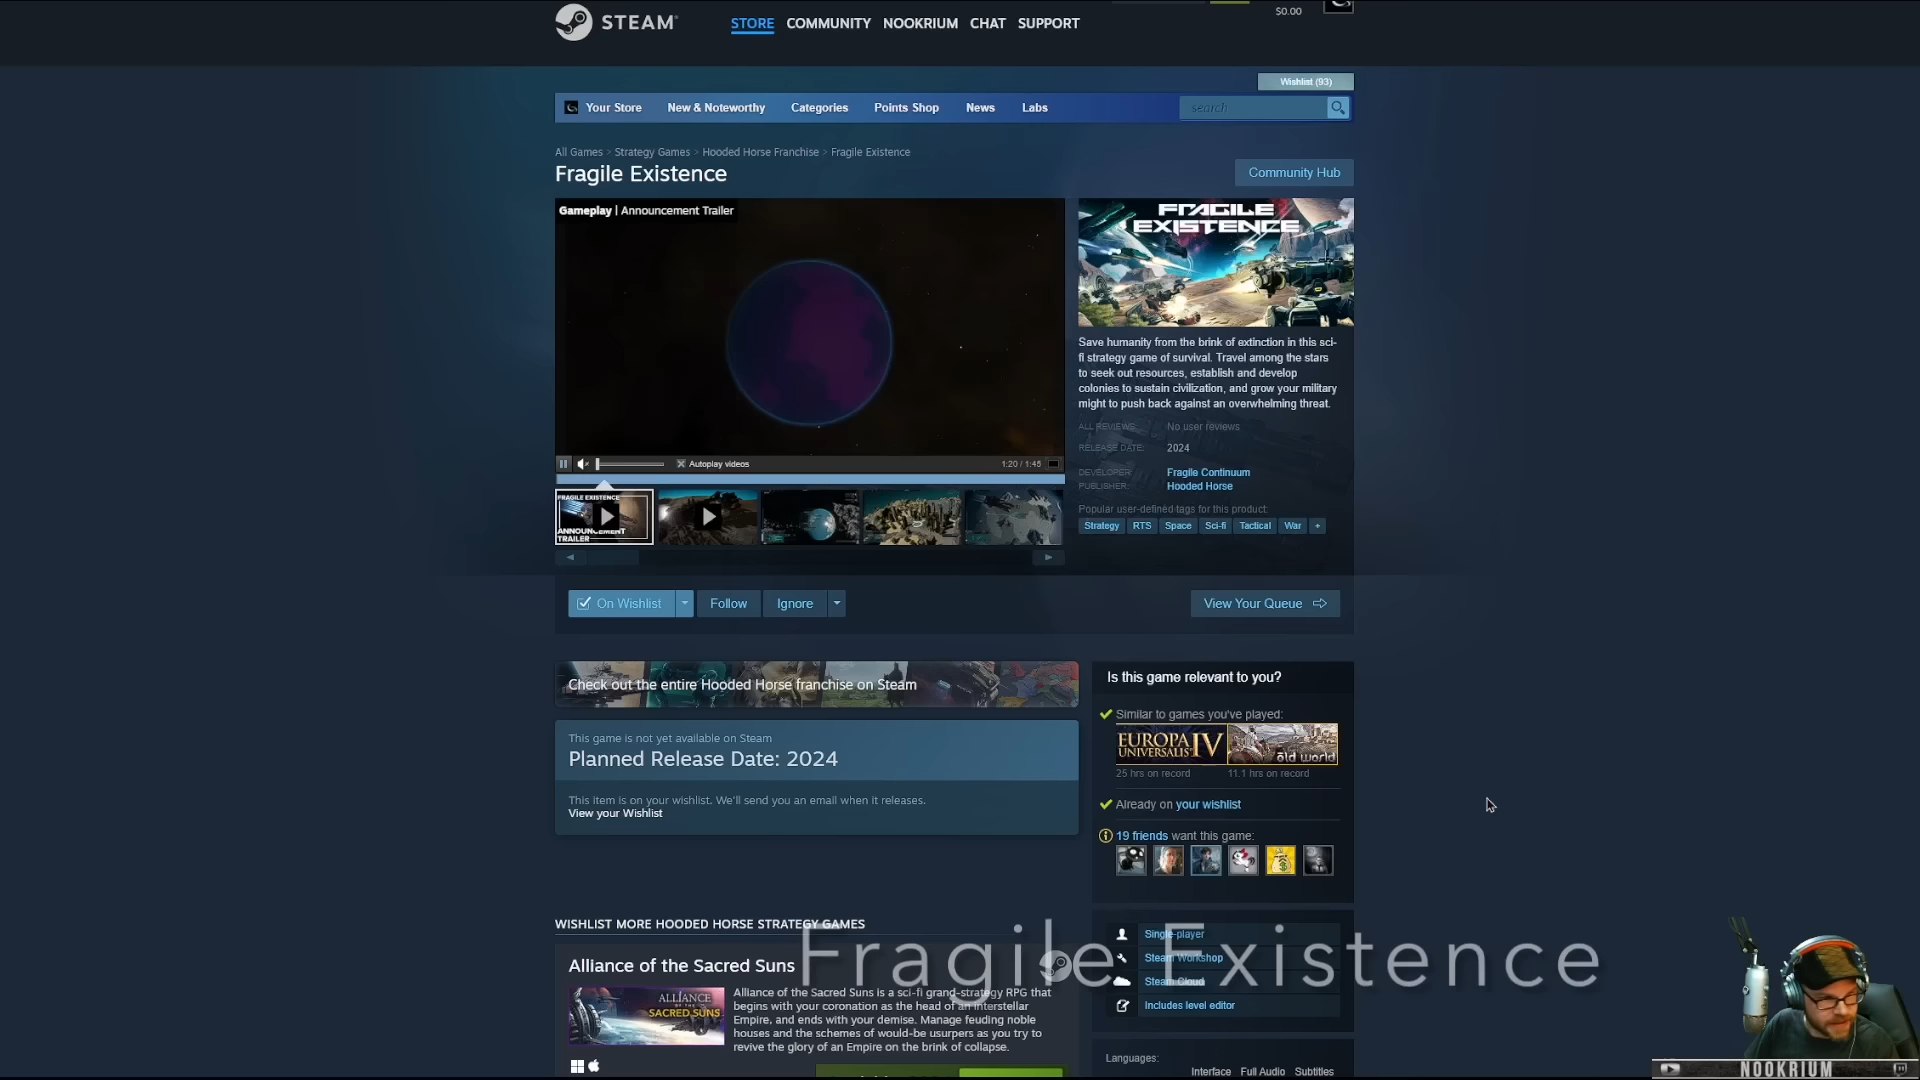 STEAM
STORE COMMUNITY NOOKRIUM CHAT SUPPORT
$0.00
Wishlist (93)
Your Store New & Noteworthy Categories Points Shop News Labs
search
All Games > Strategy Games > Hooded Horse Franchise > Fragile Existence
Fragile Existence
Community Hub
Gameplay | Announcement Trailer
FRAGILE
EXISTENCE
Save humanity from the brink of extinction in this sci-
fi strategy game of survival. Travel among the stars
to seek out resources, establish and develop
colonies to sustain civilization, and grow your military
might to push back against an overwhelming threat.
ALL REVIEWS: No user reviews
RELEASE DATE: 2024
DEVELOPER: Fragile Continuum
PUBLISHER: Hooded Horse
Popular user-defined tags for this product:
Strategy RTS Space Sci-fi Tactical War +
Autoplay videos
1:20 / 1:45
FRAGILE EXISTENCE
ANNOUNCEMENT
TRAILER
On Wishlist Follow Ignore View Your Queue
Check out the entire Hooded Horse franchise on Steam
This game is not yet available on Steam
Planned Release Date: 2024
This item is on your wishlist. We'll send you an email when it releases.
View your Wishlist
Is this game relevant to you?
Similar to games you've played:
EUROPA
UNIVERSALIS IV
old world
25 hrs on record 11.1 hrs on record
Already on your wishlist
19 friends want this game:
WISHLIST MORE HOODED HORSE STRATEGY GAMES
Alliance of the Sacred Suns
ALLIANCE
OF THE
SACRED SUNS
Alliance of the Sacred Suns is a sci-fi grand-strategy RPG that
begins with your coronation as the head of an interstellar
Empire, and ends with your demise. Manage feuding noble
houses and the schemes of would-be usurpers as you try to
revive the glory of an Empire on the brink of collapse.
Fragile Existence
Single-player
Steam Workshop
Steam Cloud
Includes level editor
Languages:
Interface Full Audio Subtitles
NOOKRIUM